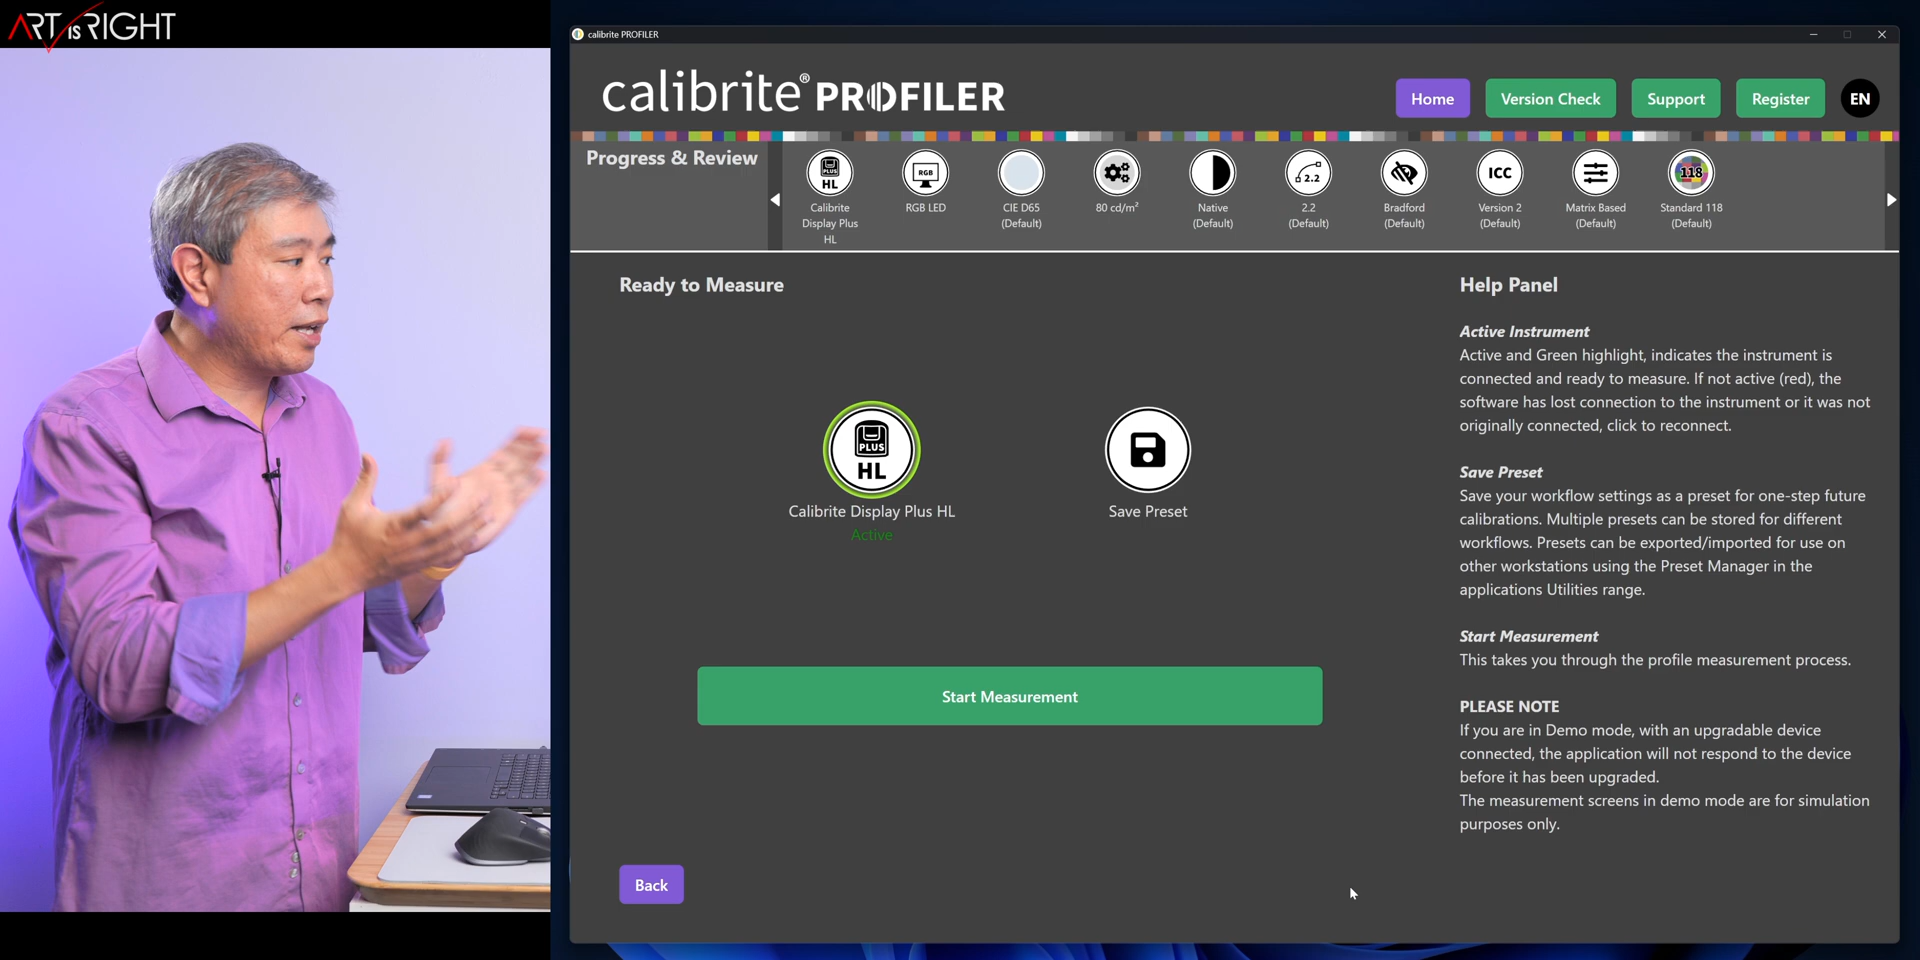 ART IS RIGHT
calibrite PROFILER
calibrite® PROFILER
Home
Version Check
Support
Register
EN
Progress & Review
PLUS
HL
Calibrite
Display Plus
HL
RGB
RGB LED
CIE D65
(Default)
80 cd/m²
Native
(Default)
2.2
2.2
(Default)
Bradford
(Default)
ICC
Version 2
(Default)
Matrix Based
(Default)
118
Standard 118
(Default)
Ready to Measure
PLUS
HL
Calibrite Display Plus HL
Active
Save Preset
Start Measurement
Back
Help Panel
Active Instrument
Active and Green highlight, indicates the instrument is
connected and ready to measure. If not active (red), the
software has lost connection to the instrument or it was not
originally connected, click to reconnect.
Save Preset
Save your workflow settings as a preset for one-step future
calibrations. Multiple presets can be stored for different
workflows. Presets can be exported/imported for use on
other workstations using the Preset Manager in the
applications Utilities range.
Start Measurement
This takes you through the profile measurement process.
PLEASE NOTE
If you are in Demo mode, with an upgradable device
connected, the application will not respond to the device
before it has been upgraded.
The measurement screens in demo mode are for simulation
purposes only.